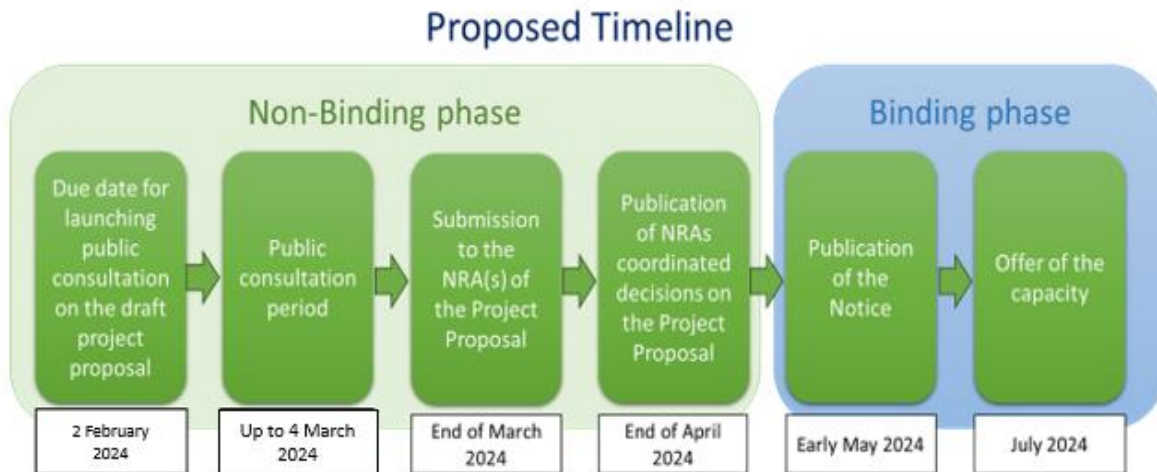 Proposed Timeline
Non-Binding phase
Binding phase
Due date for
launching
public
consultation
on the draft
project
proposal
Public
consultation
period
Submission
to the
NRA(s) of
the Project
Proposal
Publication
of NRAs
coordinated
decisions on
the Project
Proposal
Publication
of the
Notice
Offer of the
capacity
2 February
2024
Up to 4 March
2024
End of March
2024
End of April
2024
Early May 2024
July 2024